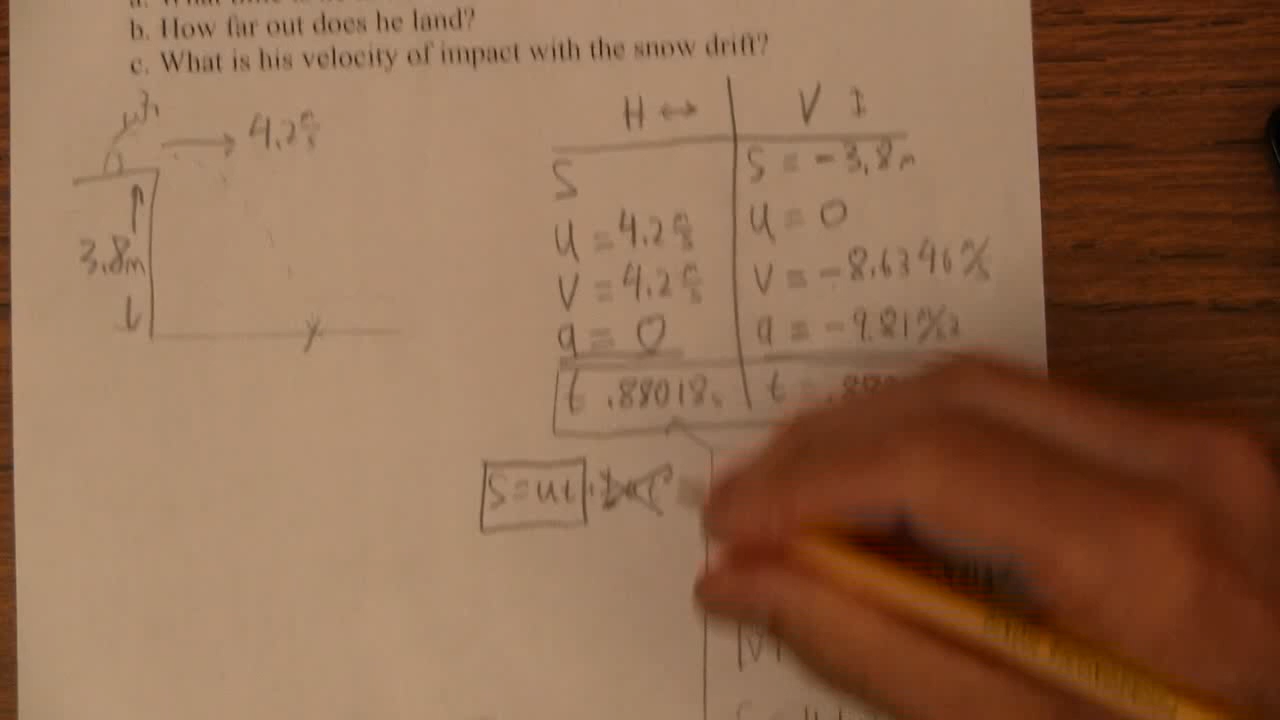 b. How far out does he land?
c. What is his velocity of impact with the snow drift?
4.2 m/s
3.8m
H ↔ V ↕
S S = -3.8m
u = 4.2 m/s u = 0
v = 4.2 m/s v = -8.6346 m/s
a = 0 a = -9.81 m/s2
t .88018s t = .88
S = ut